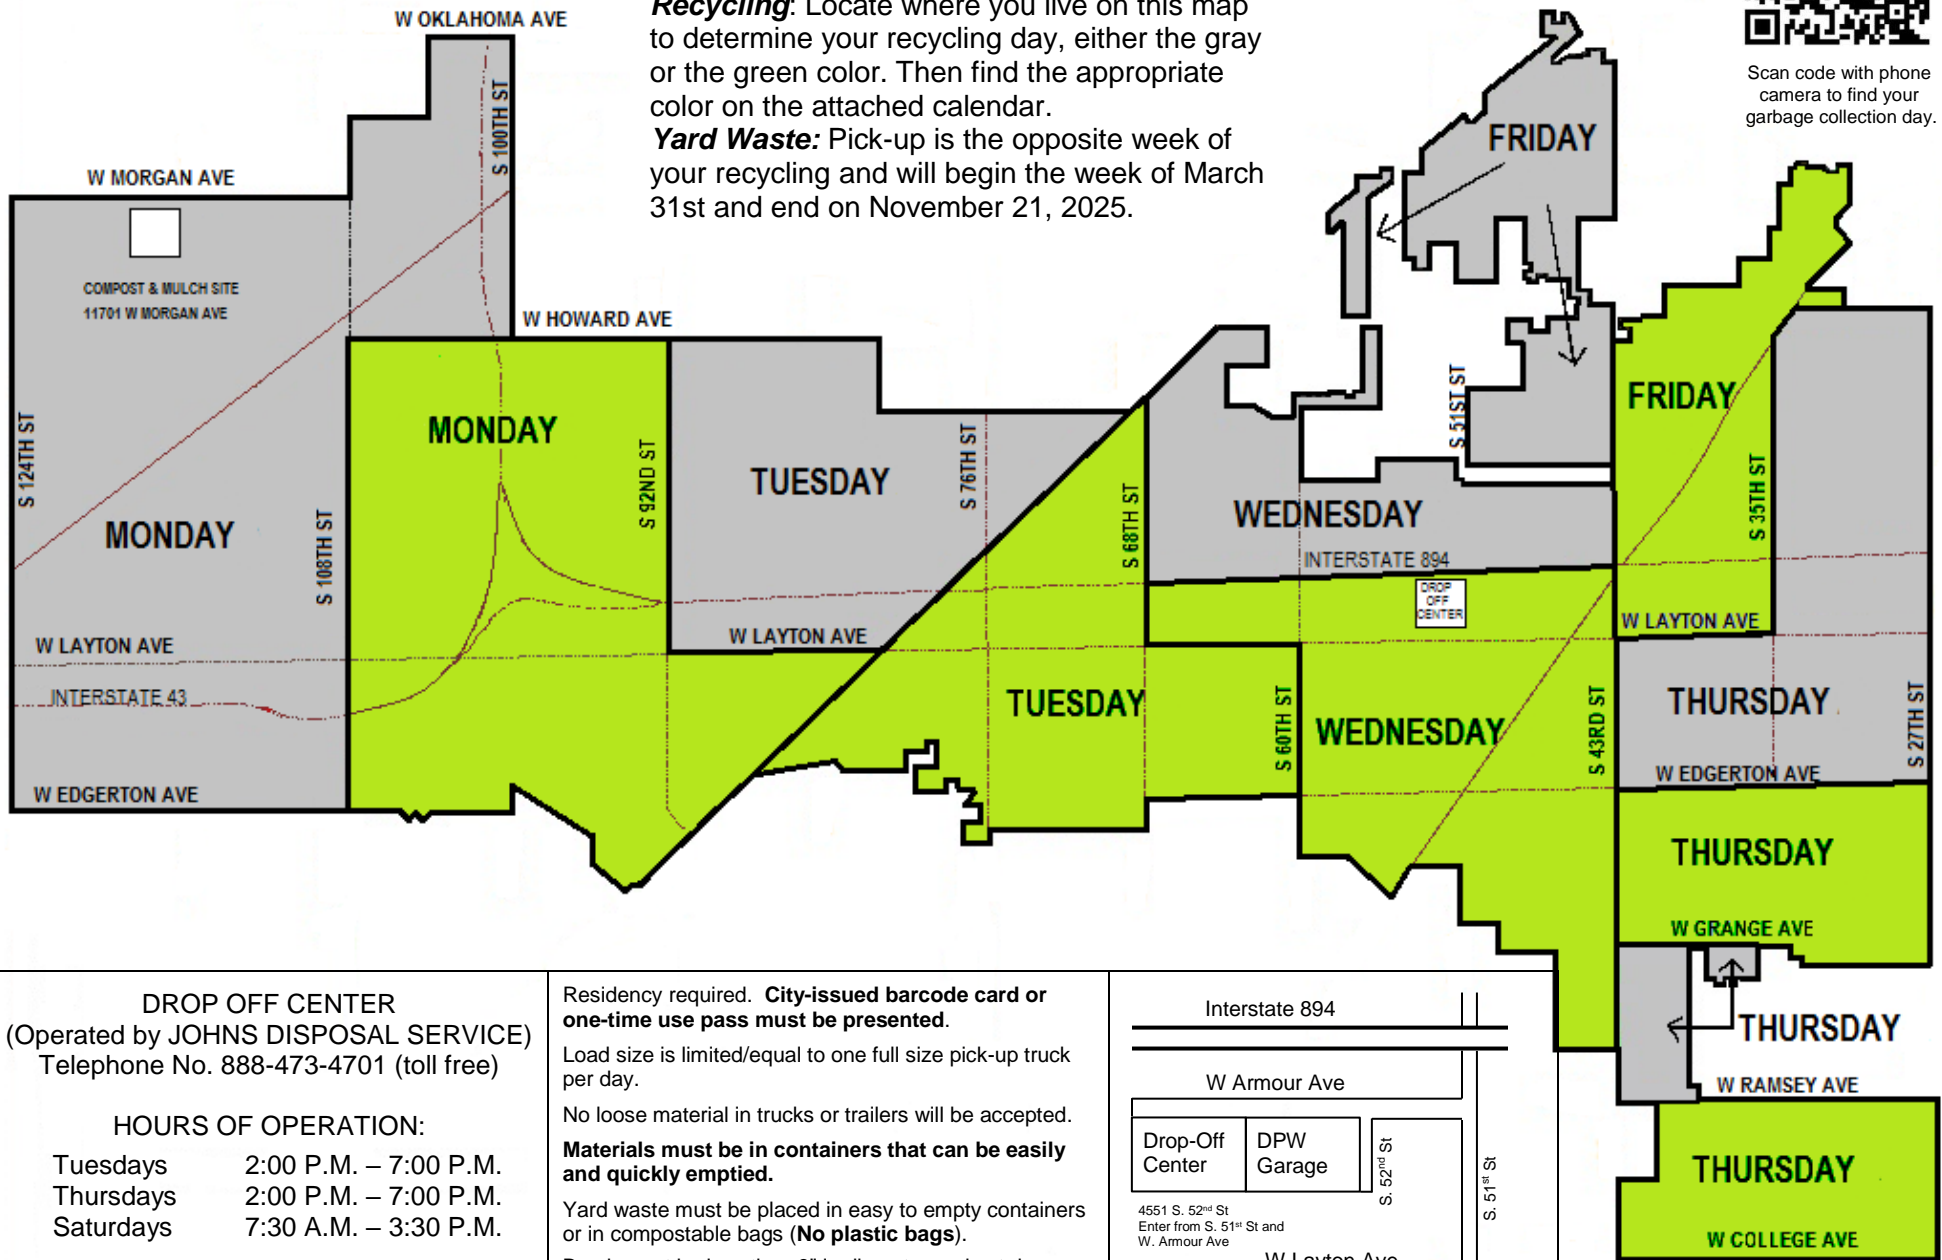 W OKLAHOMA AVE
Recycling: Locate where you live on this map
to determine your recycling day, either the gray
or the green color. Then find the appropriate
color on the attached calendar.
Yard Waste: Pick-up is the opposite week of
your recycling and will begin the week of March
31st and end on November 21, 2025.
Scan code with phone
camera to find your
garbage collection day.
S 100TH ST
W MORGAN AVE
COMPOST & MULCH SITE
11701 W MORGAN AVE
W HOWARD AVE
FRIDAY
S 124TH ST
MONDAY
S 108TH ST
MONDAY
S 92ND ST
TUESDAY
S 76TH ST
S 68TH ST
WEDNESDAY
INTERSTATE 894
S 51ST ST
FRIDAY
S 35TH ST
DROP
OFF
CENTER
W LAYTON AVE
W LAYTON AVE
W LAYTON AVE
INTERSTATE 43
TUESDAY
S 60TH ST
WEDNESDAY
S 43RD ST
THURSDAY
S 27TH ST
W EDGERTON AVE
W EDGERTON AVE
THURSDAY
W GRANGE AVE
THURSDAY
W RAMSEY AVE
THURSDAY
W COLLEGE AVE
DROP OFF CENTER
(Operated by JOHNS DISPOSAL SERVICE)
Telephone No. 888-473-4701 (toll free)
HOURS OF OPERATION:
Tuesdays 2:00 P.M. – 7:00 P.M.
Thursdays 2:00 P.M. – 7:00 P.M.
Saturdays 7:30 A.M. – 3:30 P.M.
Residency required. City-issued barcode card or
one-time use pass must be presented.
Load size is limited/equal to one full size pick-up truck
per day.
No loose material in trucks or trailers will be accepted.
Materials must be in containers that can be easily
and quickly emptied.
Yard waste must be placed in easy to empty containers
or in compostable bags (No plastic bags).
Interstate 894
W Armour Ave
Drop-Off
Center
DPW
Garage
S. 52nd St
S. 51st St
4551 S. 52nd St
Enter from S. 51st St and
W. Armour Ave
W Layton Ave